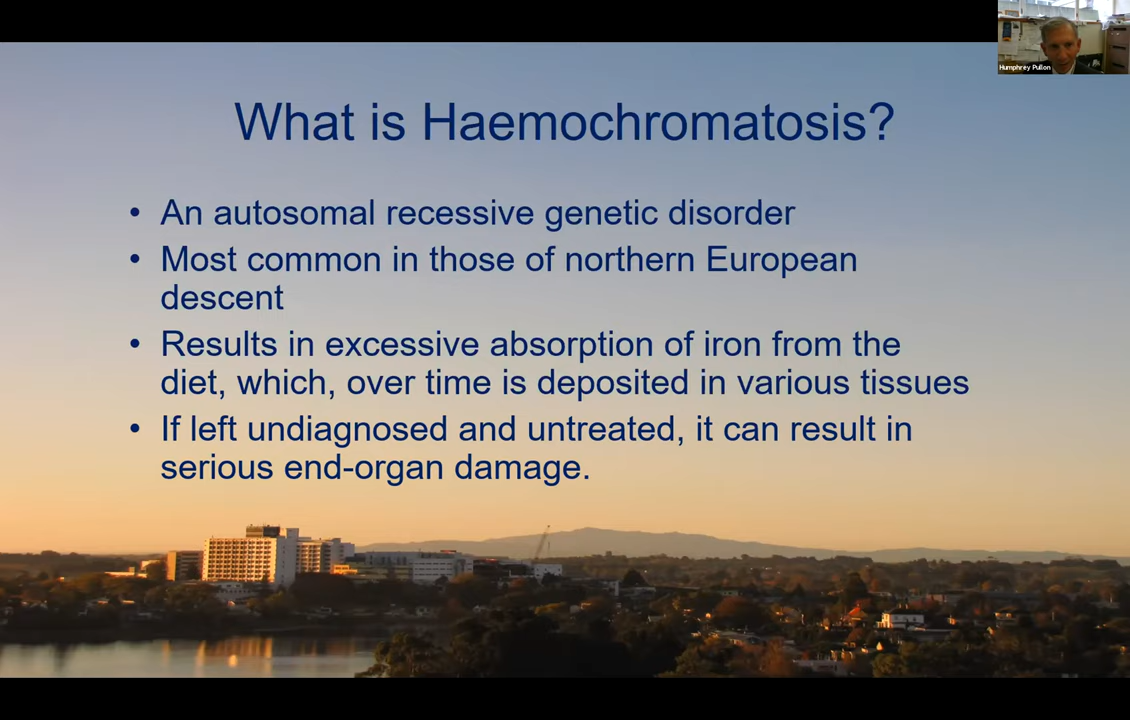 Humphrey Pullon
What is Haemochromatosis?
• An autosomal recessive genetic disorder
• Most common in those of northern European
descent
• Results in excessive absorption of iron from the
diet, which, over time is deposited in various tissues
• If left undiagnosed and untreated, it can result in
serious end-organ damage.